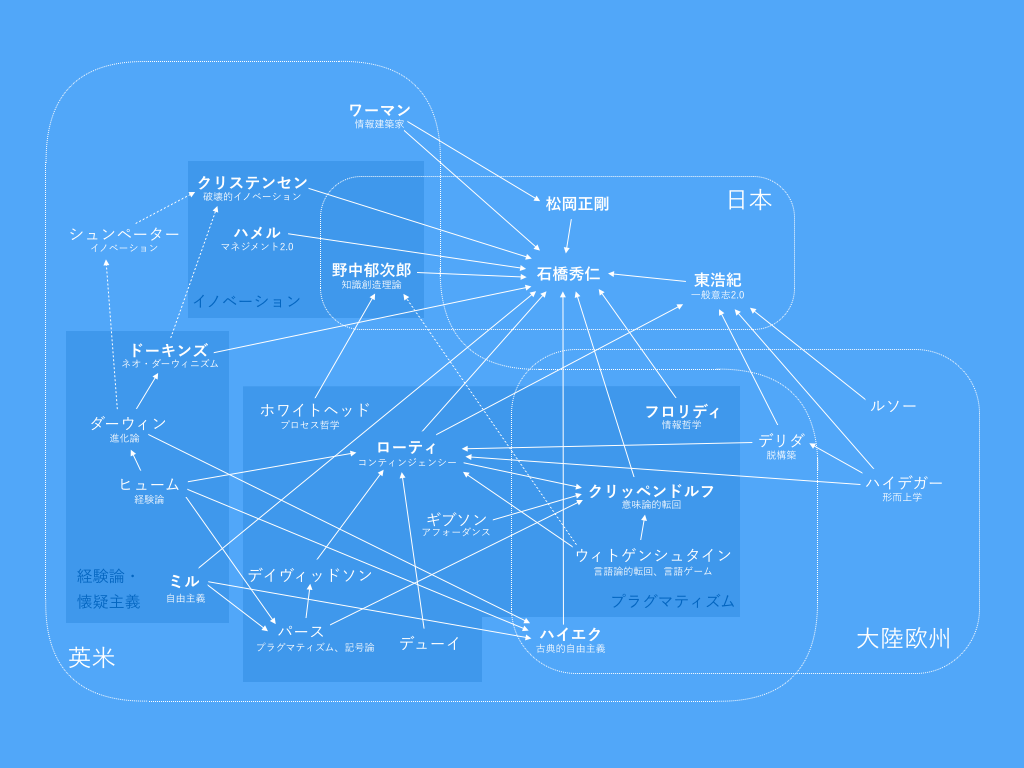 ワーマン
情報建築家
クリステンセン
破壊的イノベーション
松岡正剛
日本
シュンペーター
イノベーション
ハメル
マネジメント2.0
野中郁次郎
知識創造理論
石橋秀仁
東浩紀
一般意志2.0
イノベーション
ドーキンズ
ネオ・ダーウィニズム
ダーウィン
進化論
ホワイトヘッド
プロセス哲学
フロリディ
情報哲学
ルソー
ローティ
コンティンジェンシー
デリダ
脱構築
ヒューム
経験論
ハイデガー
形而上学
クリッペンドルフ
意味論的転回
ギブソン
アフォーダンス
ウィトゲンシュタイン
言語論的転回、言語ゲーム
経験論・
懐疑主義
ミル
自由主義
デイヴィッドソン
プラグマティズム
パース
プラグマティズム、記号論
デューイ
ハイエク
古典的自由主義
大陸欧州
英米